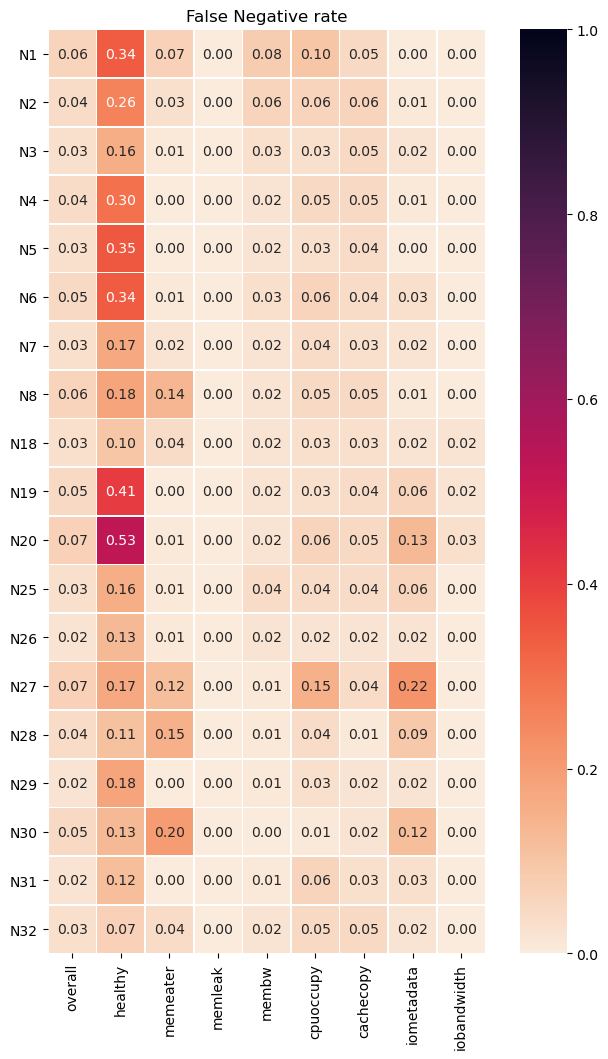 False Negative rate
N1 0.06 0.34 0.07 0.00 0.08 0.10 0.05 0.00 0.00
N2 0.04 0.26 0.03 0.00 0.06 0.06 0.06 0.01 0.00
N3 0.03 0.16 0.01 0.00 0.03 0.03 0.05 0.02 0.00
N4 0.04 0.30 0.00 0.00 0.02 0.05 0.05 0.01 0.00
N5 0.03 0.35 0.00 0.00 0.02 0.03 0.04 0.00 0.00
N6 0.05 0.34 0.01 0.00 0.03 0.06 0.04 0.03 0.00
N7 0.03 0.17 0.02 0.00 0.02 0.04 0.03 0.02 0.00
N8 0.06 0.18 0.14 0.00 0.02 0.05 0.05 0.01 0.00
N18 0.03 0.10 0.04 0.00 0.02 0.03 0.03 0.02 0.02
N19 0.05 0.41 0.00 0.00 0.02 0.03 0.04 0.06 0.02
N20 0.07 0.53 0.01 0.00 0.02 0.06 0.05 0.13 0.03
N25 0.03 0.16 0.01 0.00 0.04 0.04 0.04 0.06 0.00
N26 0.02 0.13 0.01 0.00 0.02 0.02 0.02 0.02 0.00
N27 0.07 0.17 0.12 0.00 0.01 0.15 0.04 0.22 0.00
N28 0.04 0.11 0.15 0.00 0.01 0.04 0.01 0.09 0.00
N29 0.02 0.18 0.00 0.00 0.01 0.03 0.02 0.02 0.00
N30 0.05 0.13 0.20 0.00 0.00 0.01 0.02 0.12 0.00
N31 0.02 0.12 0.00 0.00 0.01 0.06 0.03 0.03 0.00
N32 0.03 0.07 0.04 0.00 0.02 0.05 0.05 0.02 0.00
overall
healthy
memeater
memleak
membw
cpuoccupy
cachecopy
iometadata
iobandwidth
1.0
0.8
0.6
0.4
0.2
0.0